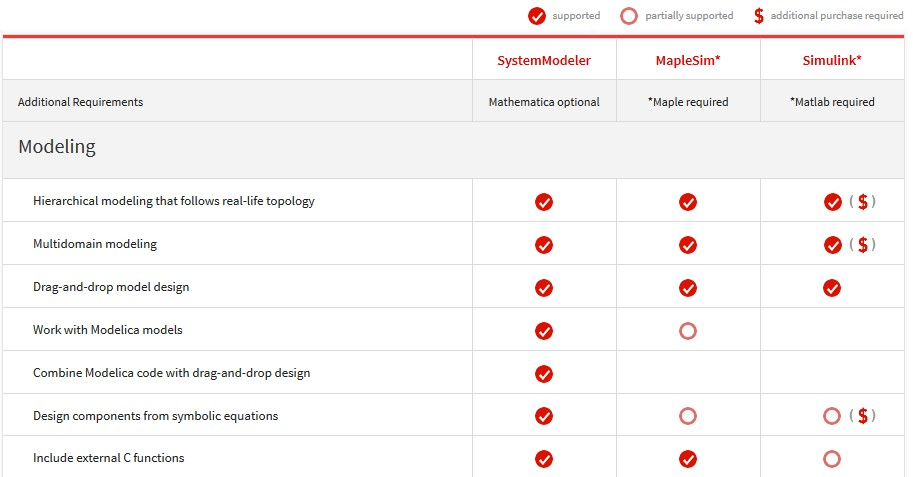 supported partially supported $ additional purchase required
SystemModeler MapleSim* Simulink*
Additional Requirements Mathematica optional *Maple required *Matlab required
Modeling
Hierarchical modeling that follows real-life topology ($)
Multidomain modeling ($)
Drag-and-drop model design
Work with Modelica models
Combine Modelica code with drag-and-drop design
Design components from symbolic equations ($)
Include external C functions